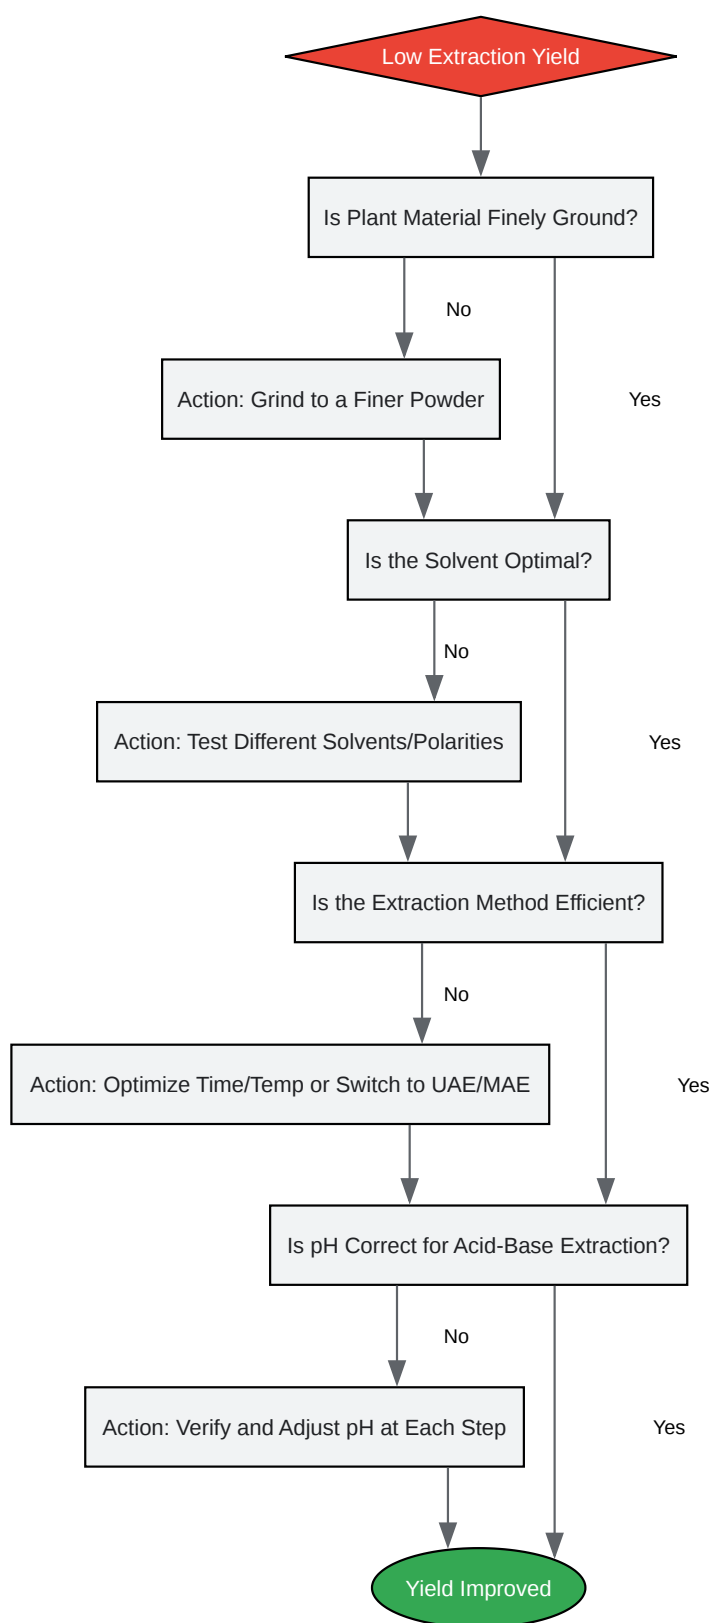 Low Extraction Yield
Is Plant Material Finely Ground?
No
Action: Grind to a Finer Powder
Yes
Is the Solvent Optimal?
No
Action: Test Different Solvents/Polarities
Yes
Is the Extraction Method Efficient?
No
Action: Optimize Time/Temp or Switch to UAE/MAE
Yes
Is pH Correct for Acid-Base Extraction?
No
Action: Verify and Adjust pH at Each Step
Yes
Yield Improved